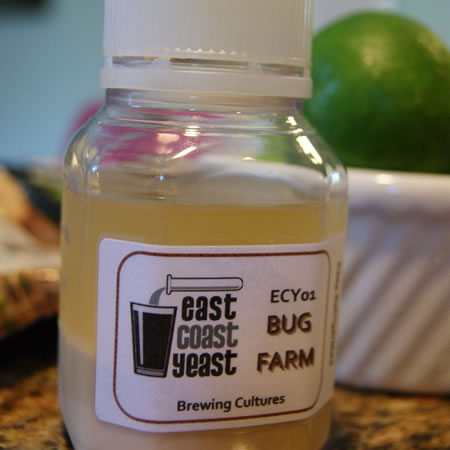 east
coast
yeast
ECY01
BUG
FARM
Brewing Cultures